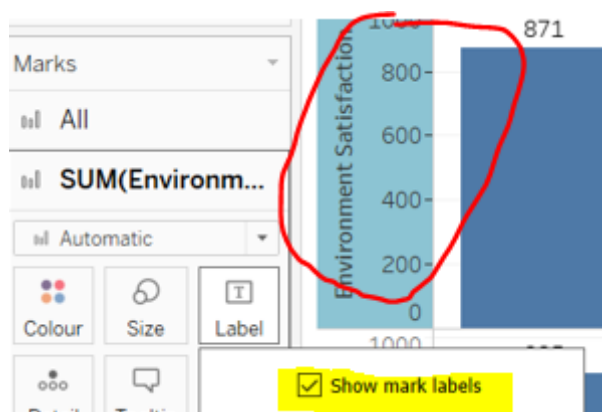 Marks
All
SUM(Environm...
Automatic
Colour
Size
Label
Show mark labels
Environment Satisfaction
1000
800
600
400
200
0
1000
871